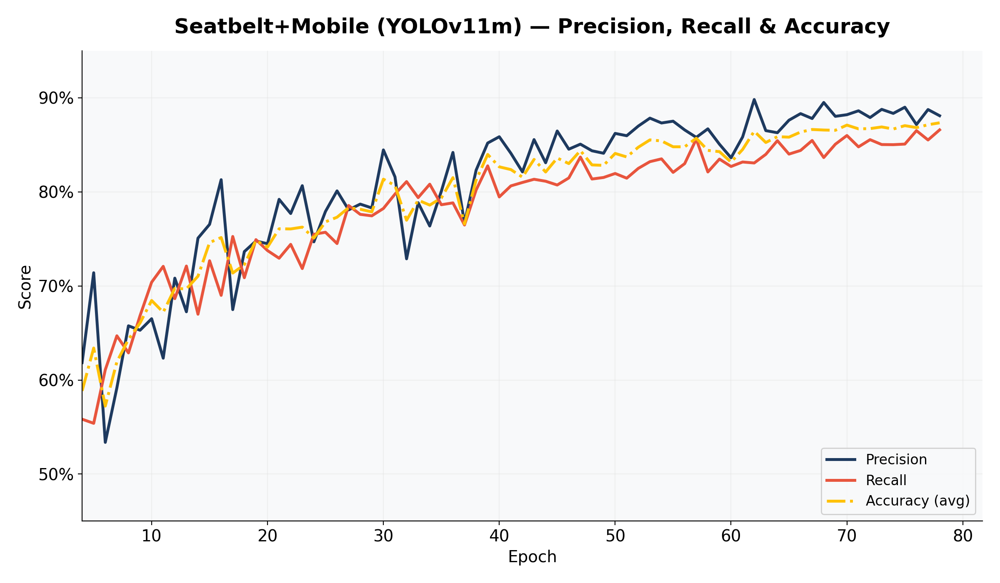 Seatbelt+Mobile (YOLOv11m) — Precision, Recall & Accuracy
90%
80%
70%
60%
50%
Score
10 20 30 40 50 60 70 80
Epoch
Precision
Recall
Accuracy (avg)